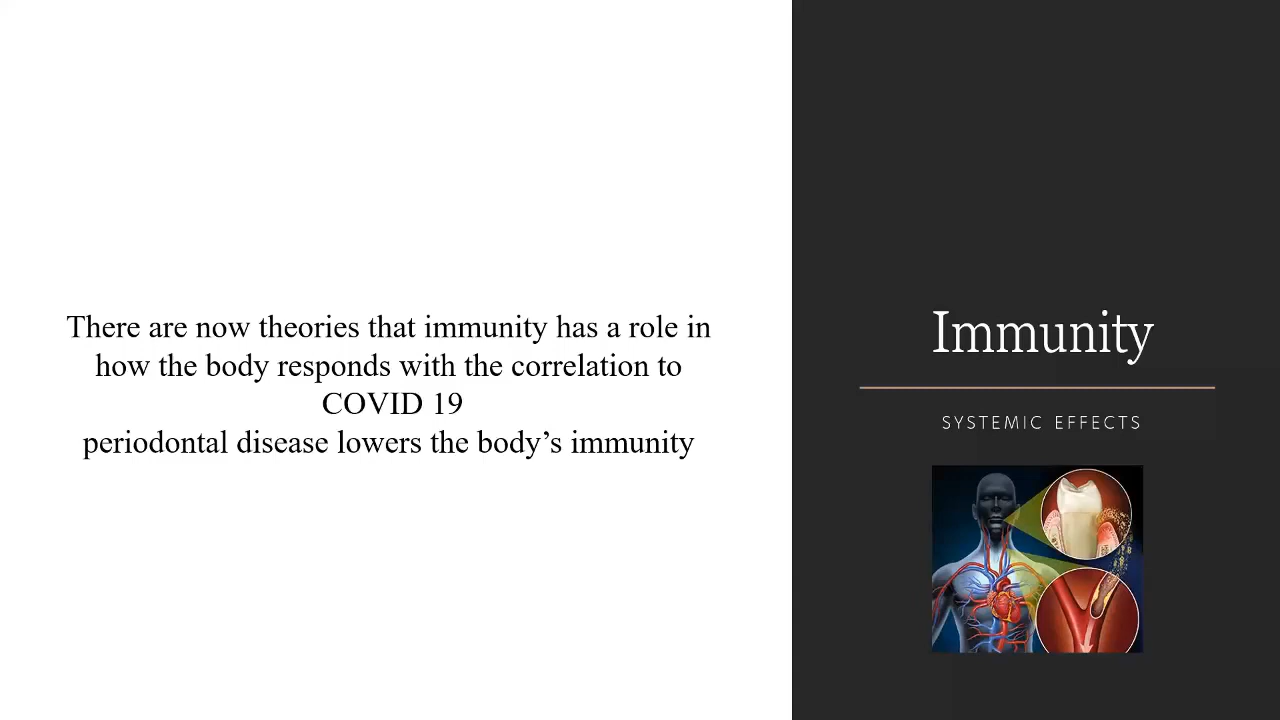 There are now theories that immunity has a role in
how the body responds with the correlation to
COVID 19
periodontal disease lowers the body’s immunity
Immunity
SYSTEMIC EFFECTS